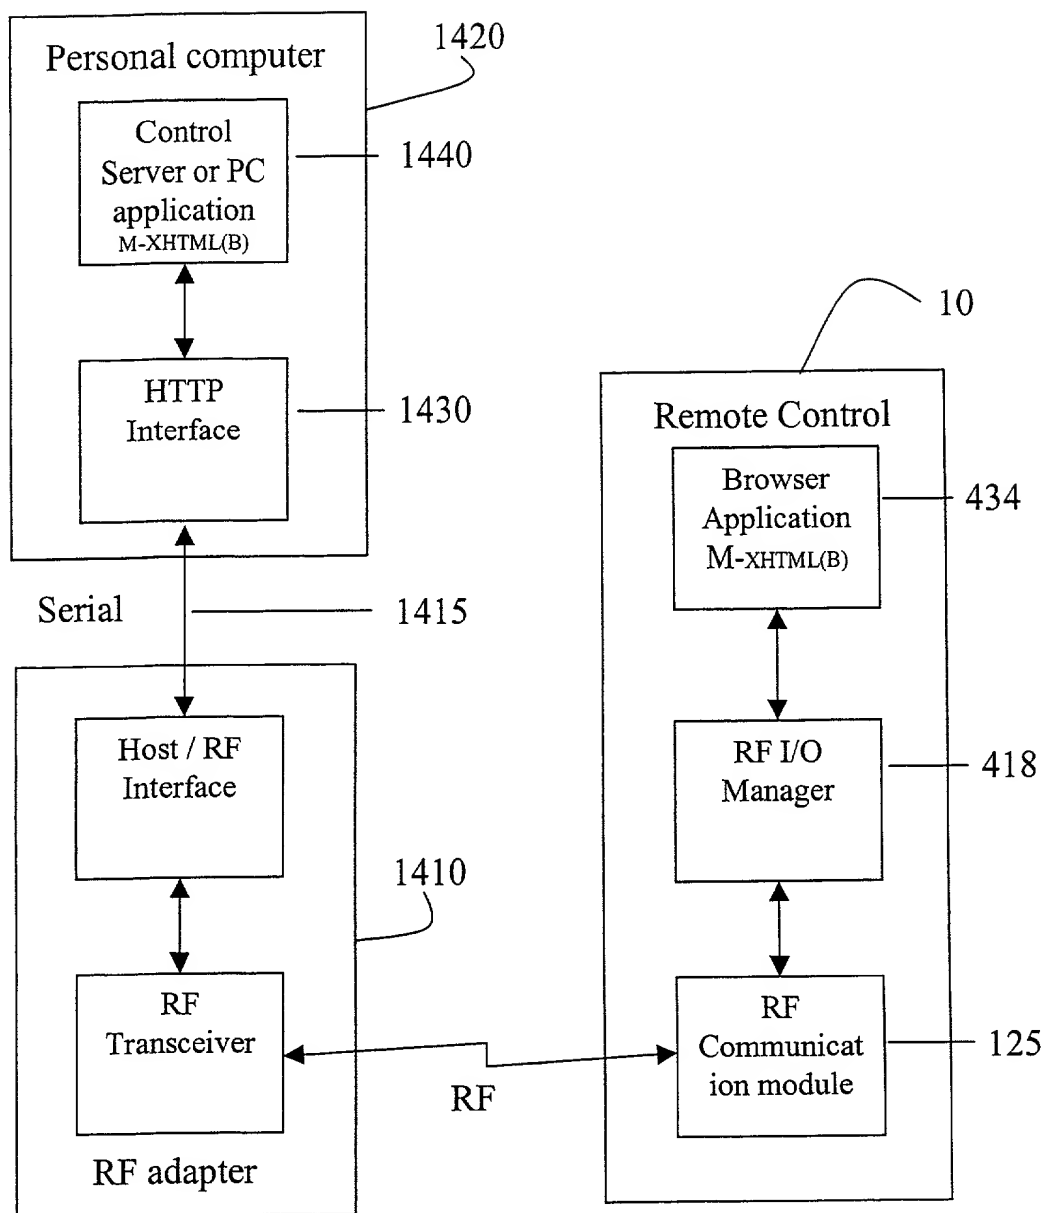 Personal computer
1420
Control
Server or PC
application
M-XHTML(B)
1440
HTTP
Interface
1430
Serial
1415
Host / RF
Interface
1410
RF
Transceiver
RF adapter
RF
10
Remote Control
Browser
Application
M-XHTML(B)
434
RF I/O
Manager
418
RF
Communicat
ion module
125